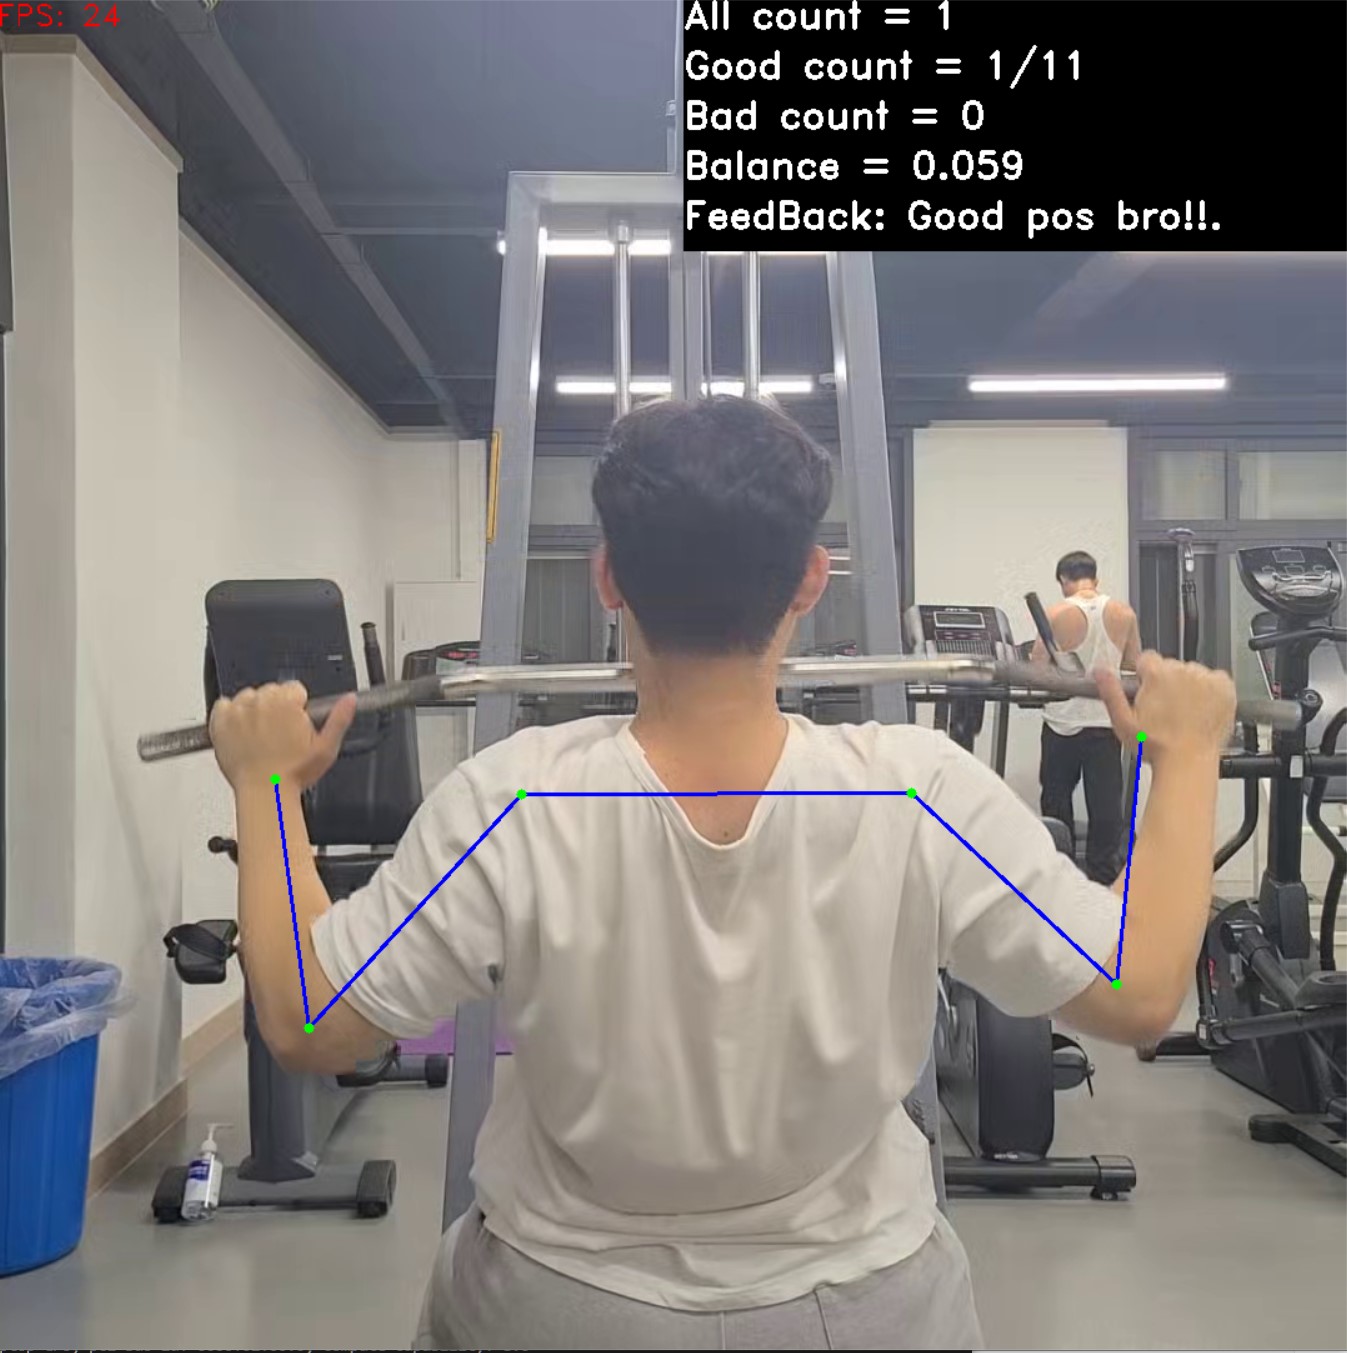 FPS: 24
All count = 1
Good count = 1/11
Bad count = 0
Balance = 0.059
FeedBack: Good pos bro!!.